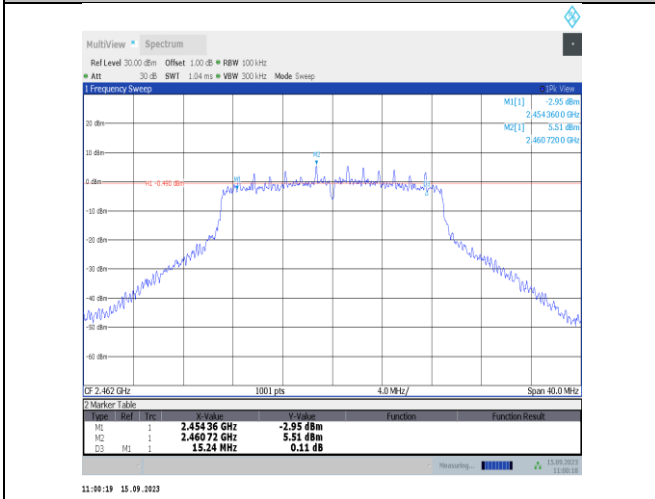 MultiView Spectrum
Ref Level 30.00 dBm Offset 1.00 dB RBW 100 kHz
Att 30 dB SWT 1.04 ms VBW 300 kHz Mode Sweep
1 Frequency Sweep 1Pk View
M1[1] -2.95 dBm
2.4543600 GHz
M2[1] 5.51 dBm
2.4607200 GHz
20 dBm
10 dBm
M2
0 dBm
H1 -0.490 dBm
M1
-10 dBm
-20 dBm
-30 dBm
-40 dBm
-50 dBm
-60 dBm
CF 2.462 GHz 1001 pts 4.0 MHz/ Span 40.0 MHz
2 Marker Table
Type Ref Trc X-Value Y-Value Function Function Result
M1 1 2.45436 GHz -2.95 dBm
M2 1 2.46072 GHz 5.51 dBm
D3 M1 1 15.24 MHz 0.11 dB
Measuring... 15.09.2023
11:00:18
11:00:19 15.09.2023